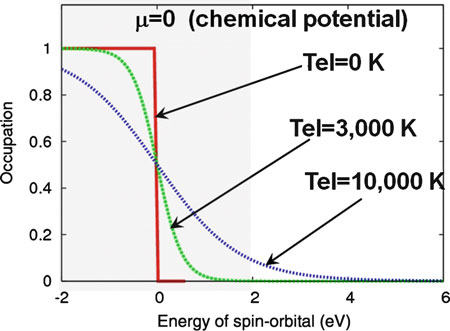 μ=0 (chemical potential)
Tel=0 K
Tel=3,000 K
Tel=10,000 K
Occupation
1
0.8
0.6
0.4
0.2
0
-2
0
2
4
6
Energy of spin-orbital (eV)